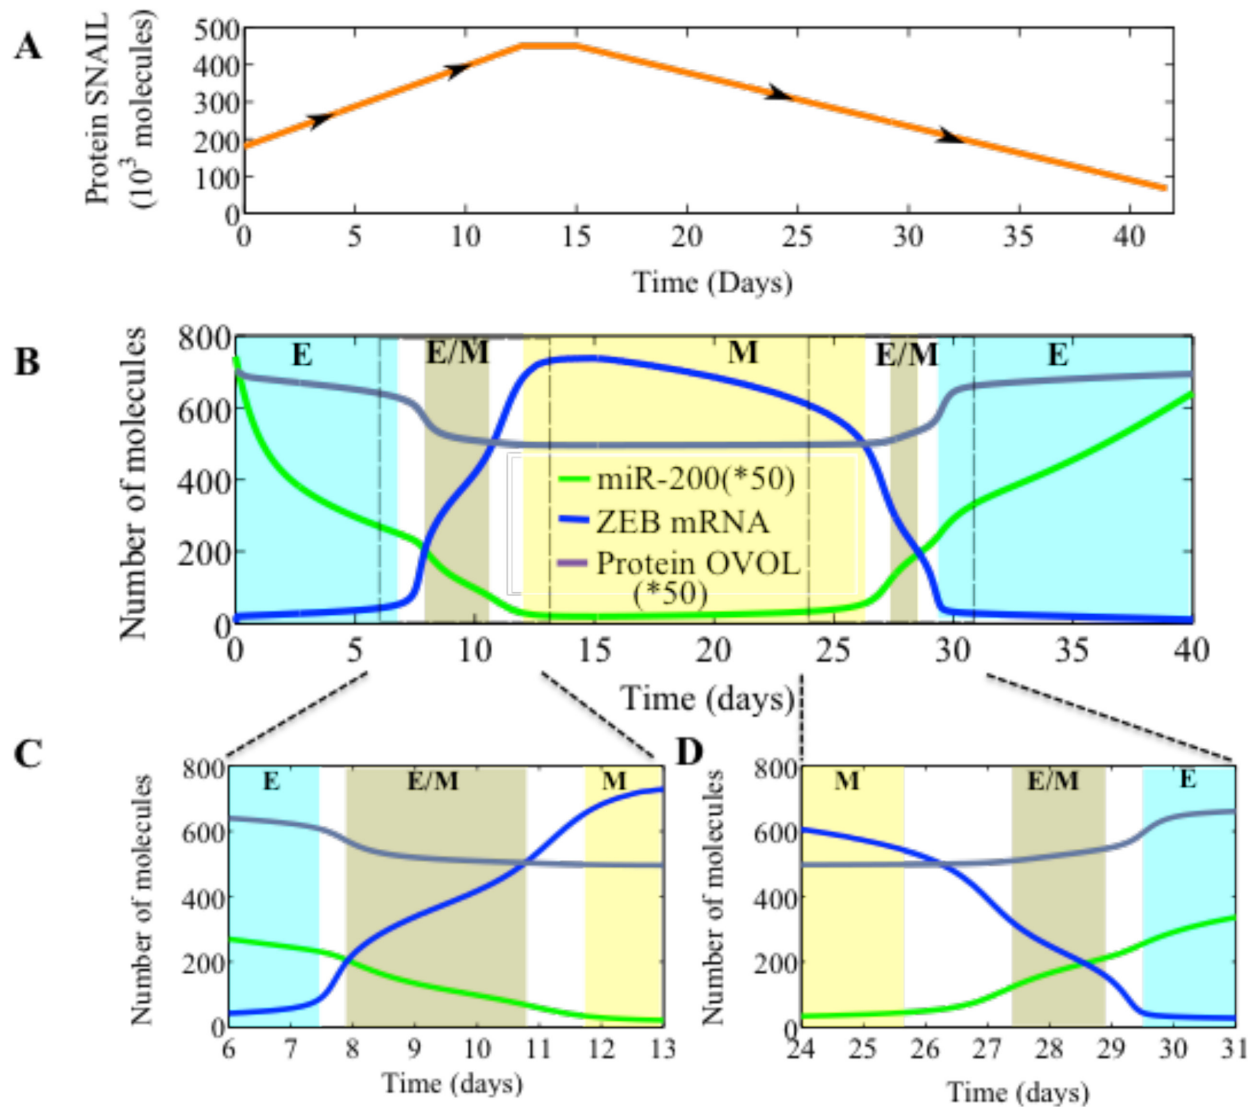 A
Protein SNAIL
(10³ molecules)
500
400
300
200
100
0
0 5 10 15 20 25 30 35 40
Time (Days)
B
Number of molecules
800
600
400
200
0
E E/M M E/M E
miR-200(*50)
ZEB mRNA
Protein OVOL
(*50)
0 5 10 15 20 25 30 35 40
Time (days)
C
Number of molecules
800
600
400
200
0
E E/M M
6 7 8 9 10 11 12 13
Time (days)
D
Number of molecules
800
600
400
200
0
M E/M E
24 25 26 27 28 29 30 31
Time (days)